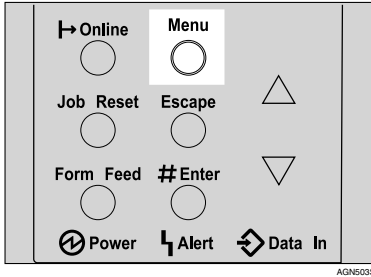 Online Menu
Job Reset Escape
Form Feed #Enter
Power Alert Data In
AGN503S